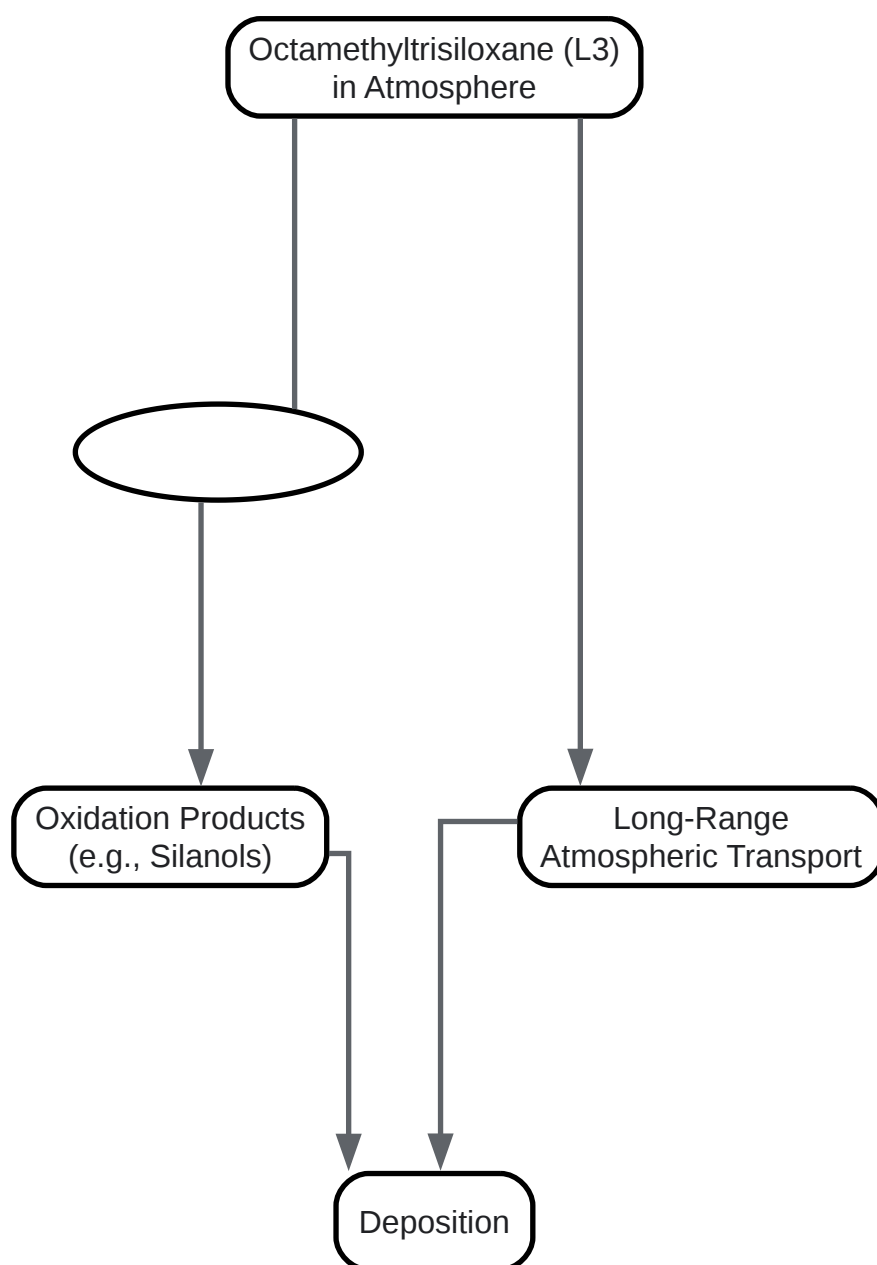 Octamethyltrisiloxane (L3)
in Atmosphere
Oxidation Products
(e.g., Silanols)
Long-Range
Atmospheric Transport
Deposition